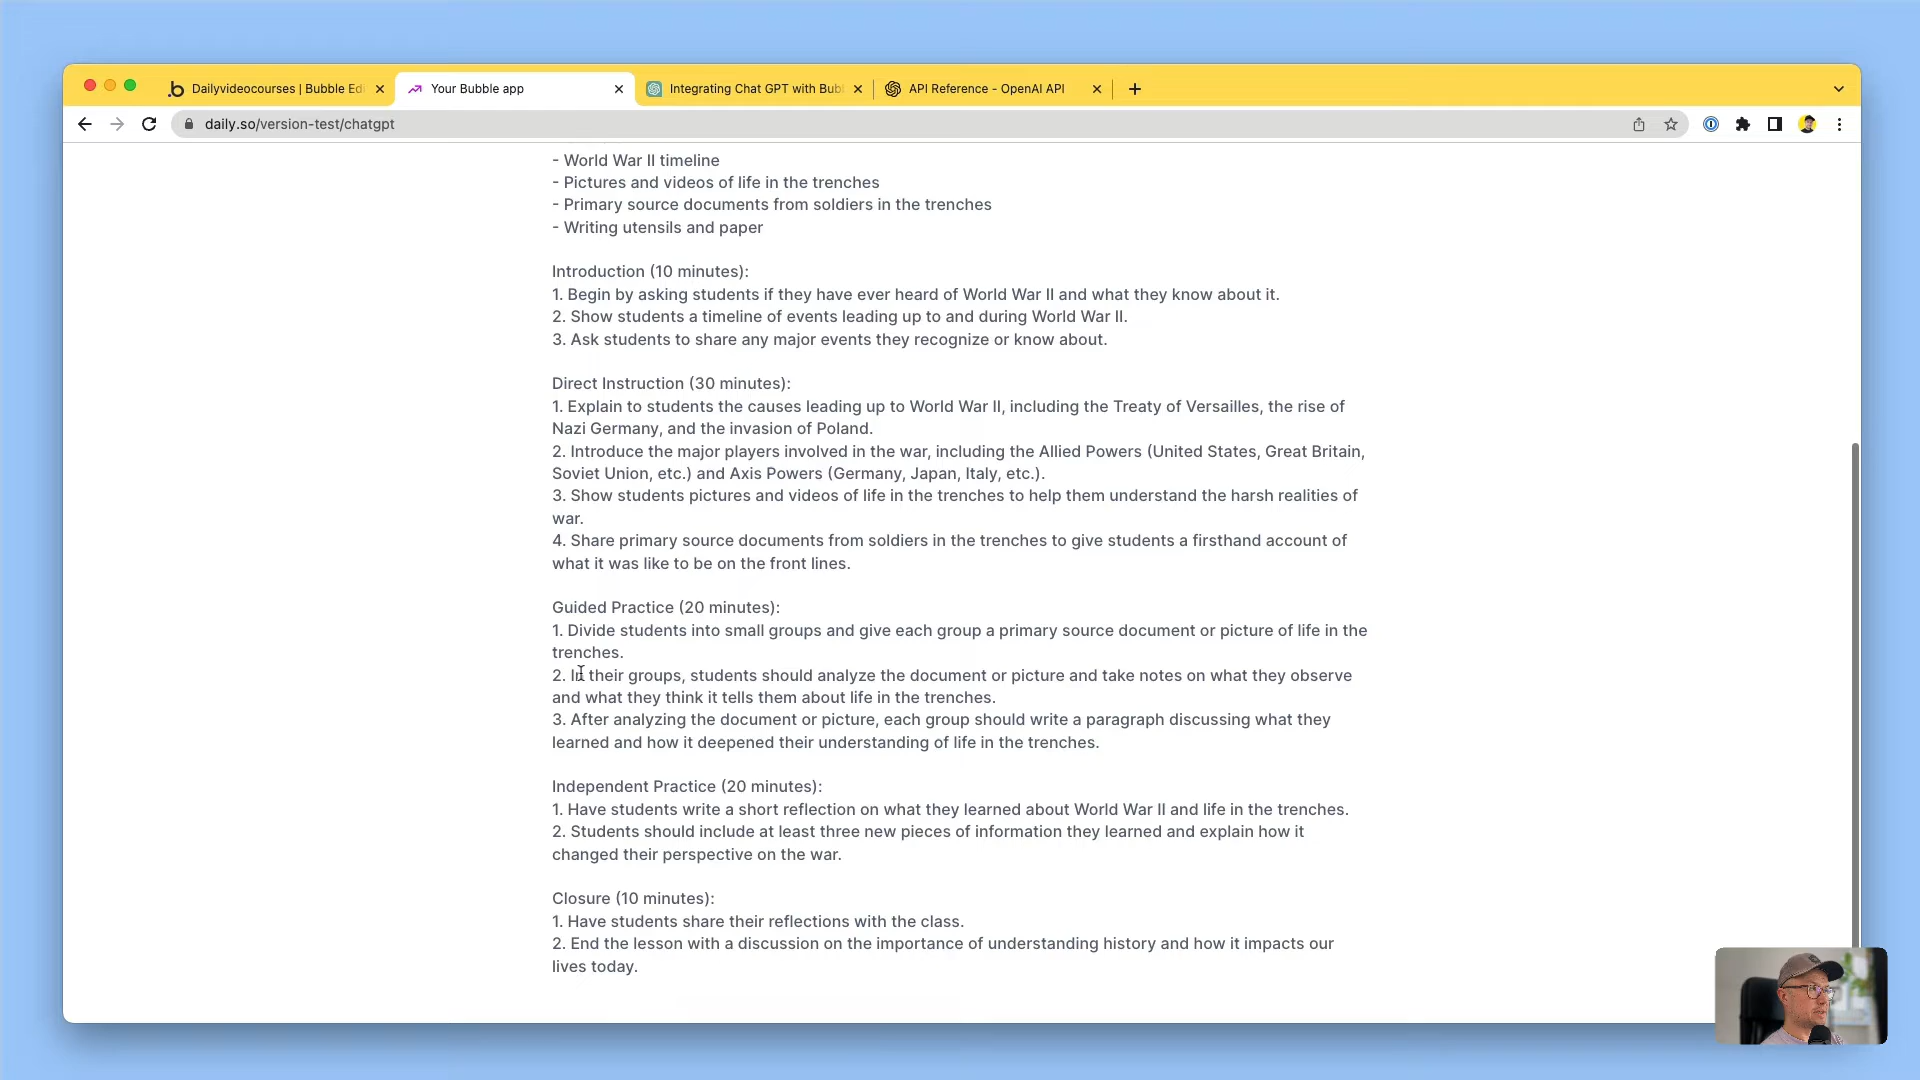 Dailyvideocourses | Bubble Ed
Your Bubble app
Integrating Chat GPT with Bub
API Reference - OpenAI API
daily.so/version-test/chatgpt
- World War II timeline
- Pictures and videos of life in the trenches
- Primary source documents from soldiers in the trenches
- Writing utensils and paper
Introduction (10 minutes):
1. Begin by asking students if they have ever heard of World War II and what they know about it.
2. Show students a timeline of events leading up to and during World War II.
3. Ask students to share any major events they recognize or know about.
Direct Instruction (30 minutes):
1. Explain to students the causes leading up to World War II, including the Treaty of Versailles, the rise of
Nazi Germany, and the invasion of Poland.
2. Introduce the major players involved in the war, including the Allied Powers (United States, Great Britain,
Soviet Union, etc.) and Axis Powers (Germany, Japan, Italy, etc.).
3. Show students pictures and videos of life in the trenches to help them understand the harsh realities of
war.
4. Share primary source documents from soldiers in the trenches to give students a firsthand account of
what it was like to be on the front lines.
Guided Practice (20 minutes):
1. Divide students into small groups and give each group a primary source document or picture of life in the
trenches.
2. In their groups, students should analyze the document or picture and take notes on what they observe
and what they think it tells them about life in the trenches.
3. After analyzing the document or picture, each group should write a paragraph discussing what they
learned and how it deepened their understanding of life in the trenches.
Independent Practice (20 minutes):
1. Have students write a short reflection on what they learned about World War II and life in the trenches.
2. Students should include at least three new pieces of information they learned and explain how it
changed their perspective on the war.
Closure (10 minutes):
1. Have students share their reflections with the class.
2. End the lesson with a discussion on the importance of understanding history and how it impacts our
lives today.